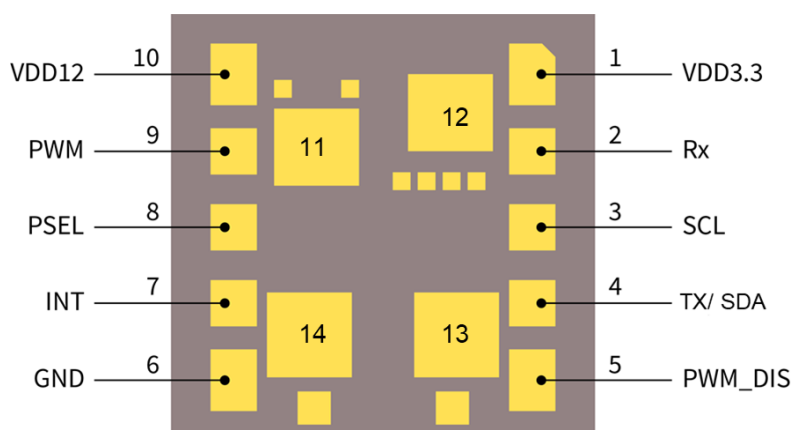 VDD12 10 1 VDD3.3
PWM 9 11 12 2 Rx
PSEL 8 3 SCL
INT 7 14 13 4 TX/ SDA
GND 6 5 PWM_DIS